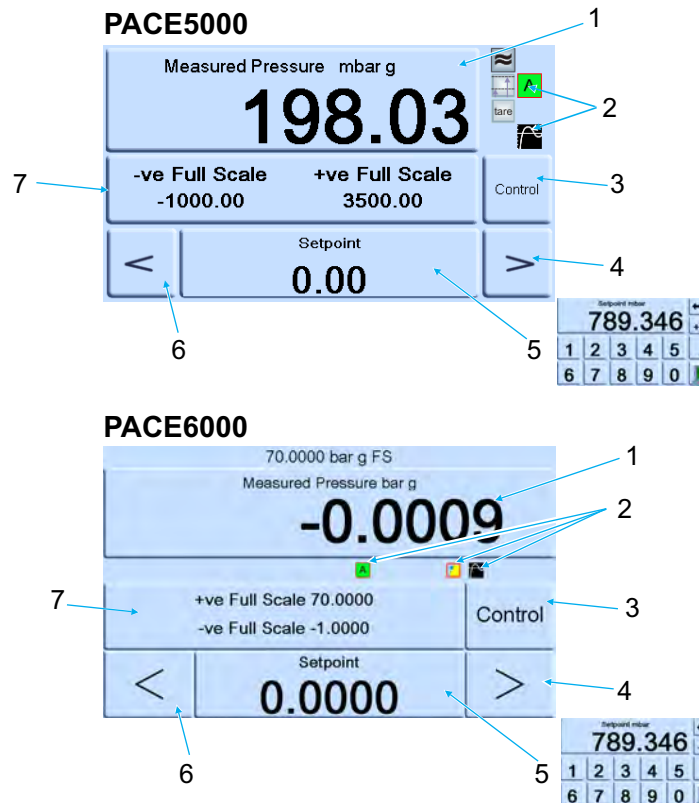 PACE5000
1
Measured Pressure mbar g
198.03
A
tare
2
7
-ve Full Scale +ve Full Scale
-1000.00 3500.00
Control
3
<
Setpoint
0.00
>
4
6
5
Setpoint mbar
789.346
1 2 3 4 5
6 7 8 9 0
PACE6000
70.0000 bar g FS
1
Measured Pressure bar g
-0.0009
2
A
7
+ve Full Scale 70.0000
-ve Full Scale -1.0000
Control
3
<
Setpoint
0.0000
>
4
6
5
Setpoint mbar
789.346
1 2 3 4 5
6 7 8 9 0